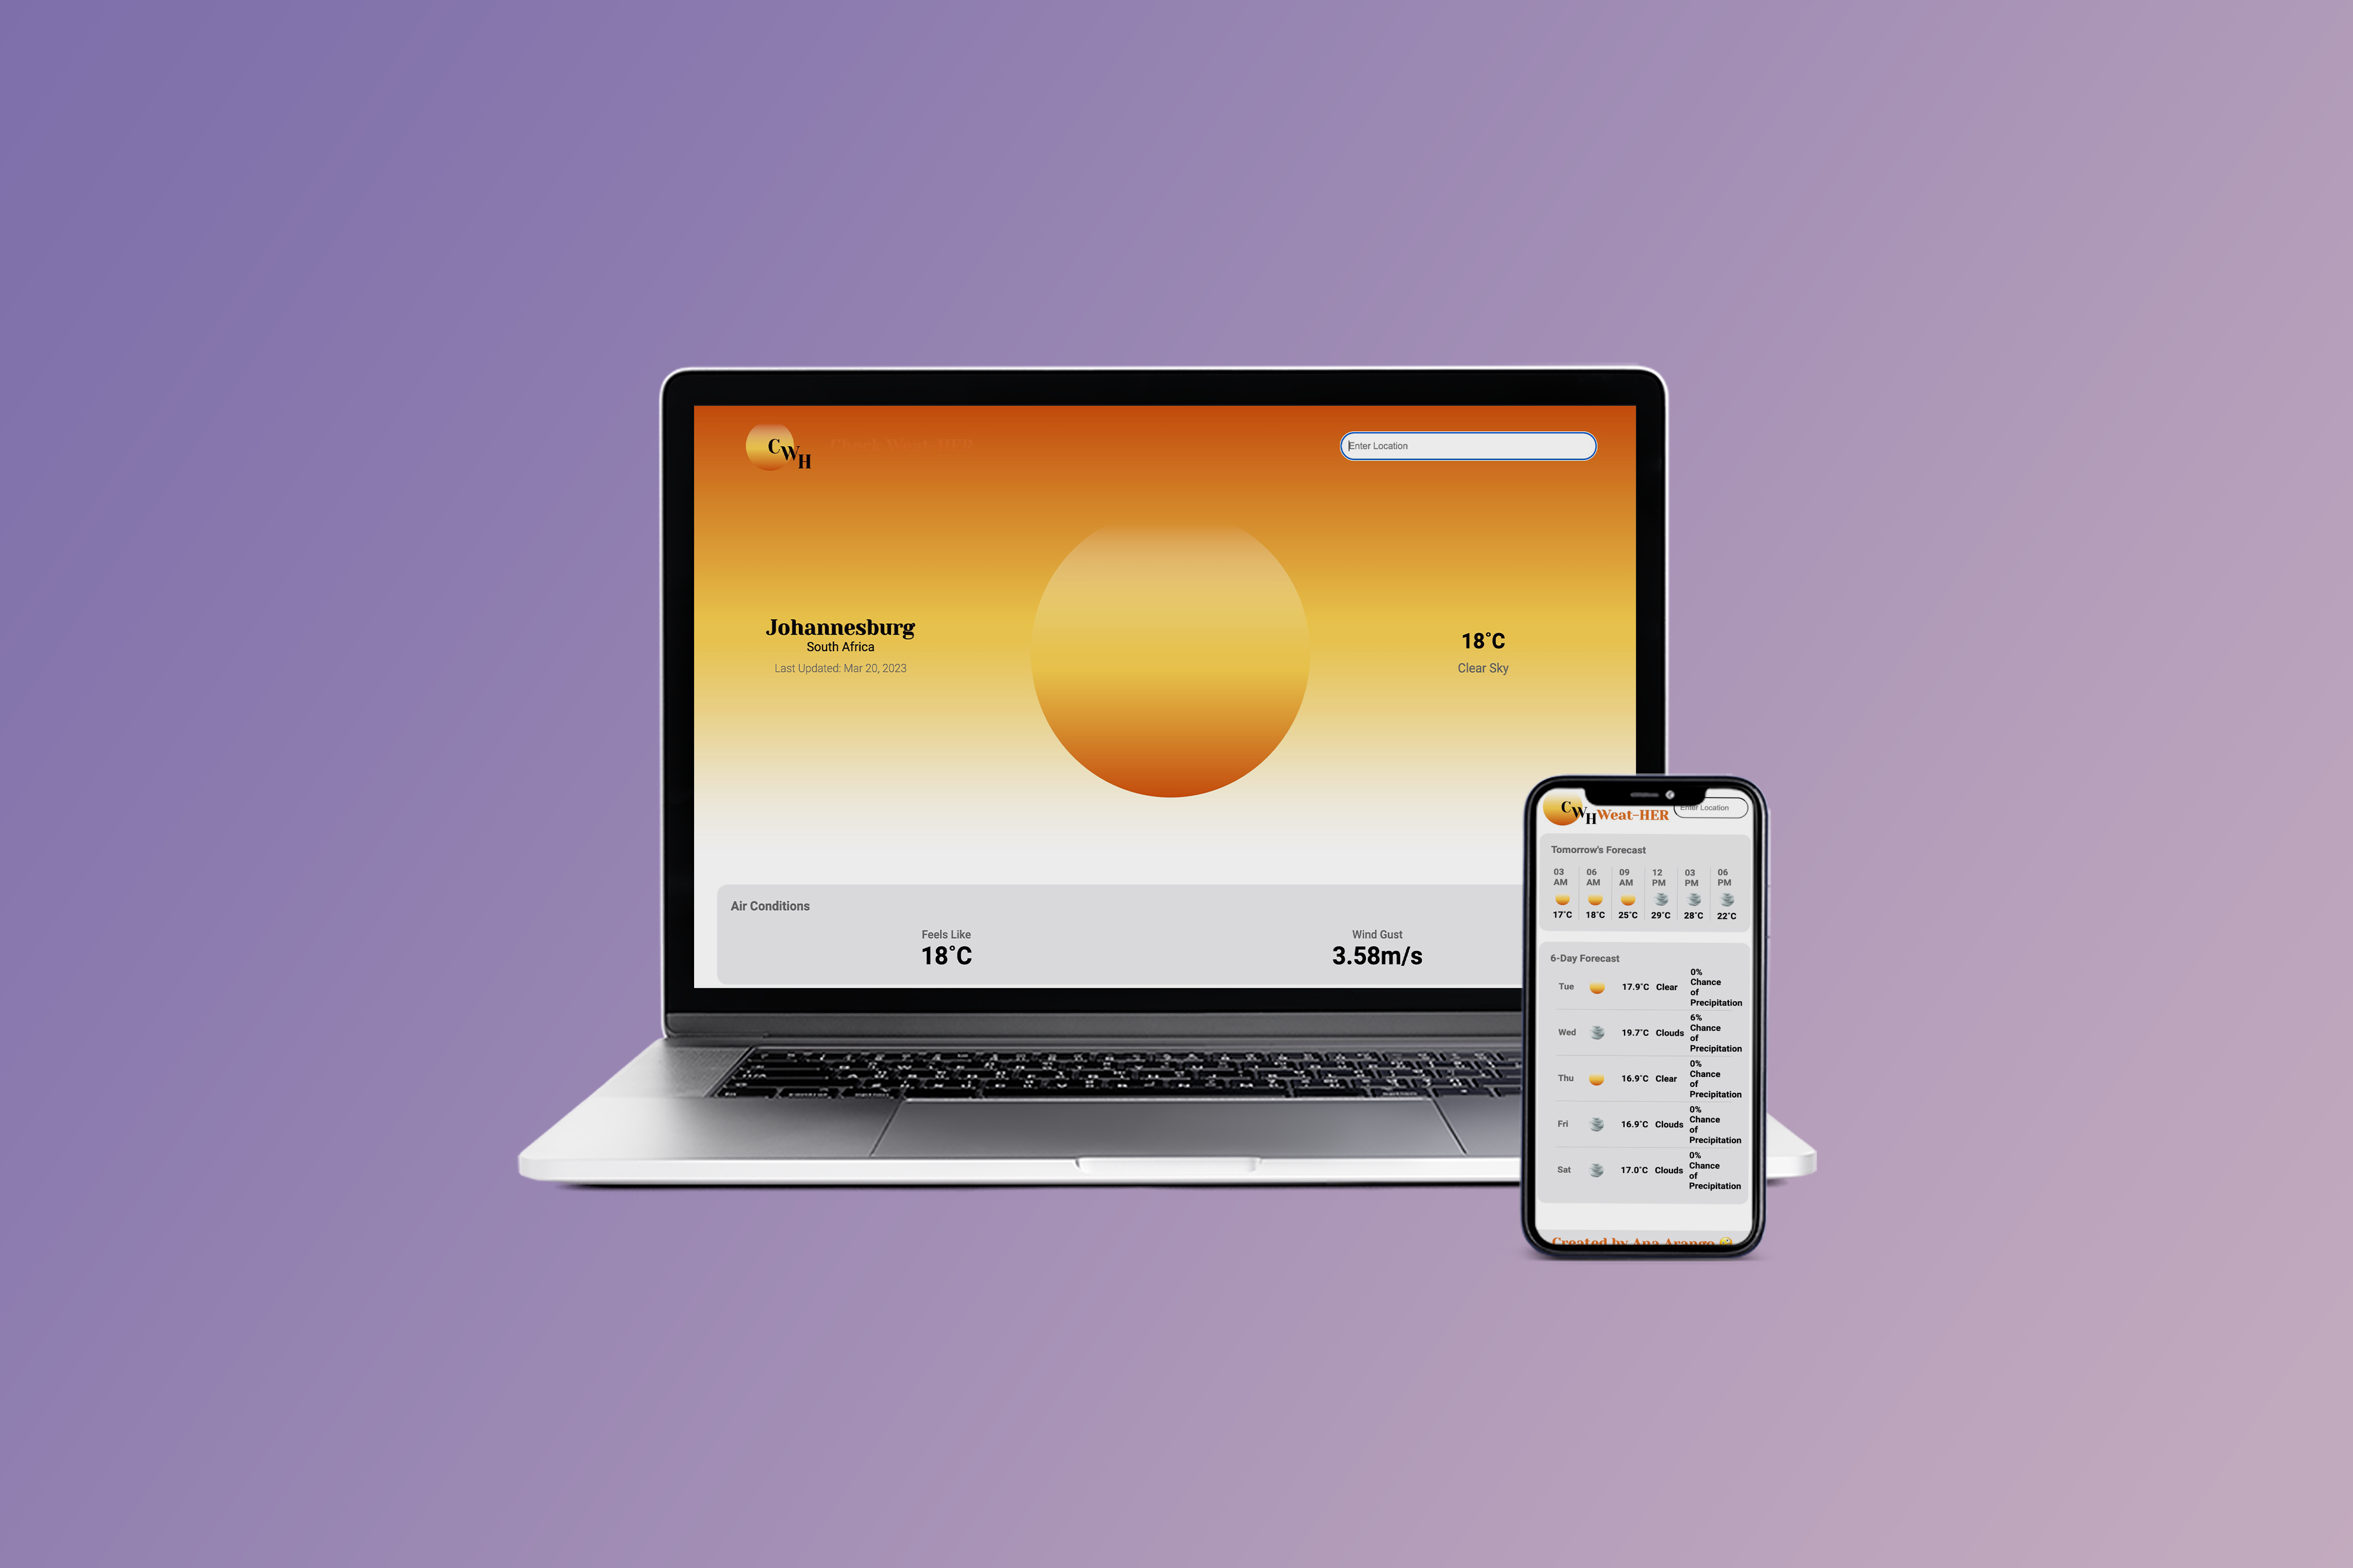 CWH
Check Weat-HER
Enter Location
Johannesburg
South Africa
Last Updated: Mar 20, 2023
18°C
Clear Sky
Air Conditions
Feels Like
18°C
Wind Gust
3.58m/s
CWH Weat-HER
Enter Location
Tomorrow's Forecast
03 06 09 12 03 06
AM AM AM PM PM PM
17°C 18°C 25°C 29°C 28°C 22°C
6-Day Forecast
Tue 17.9°C Clear 0% Chance of Precipitation
Wed 19.7°C Clouds 6% Chance of Precipitation
Thu 16.9°C Clear 0% Chance of Precipitation
Fri 16.9°C Clouds 0% Chance of Precipitation
Sat 17.0°C Clouds 0% Chance of Precipitation
Created by Ana Arango